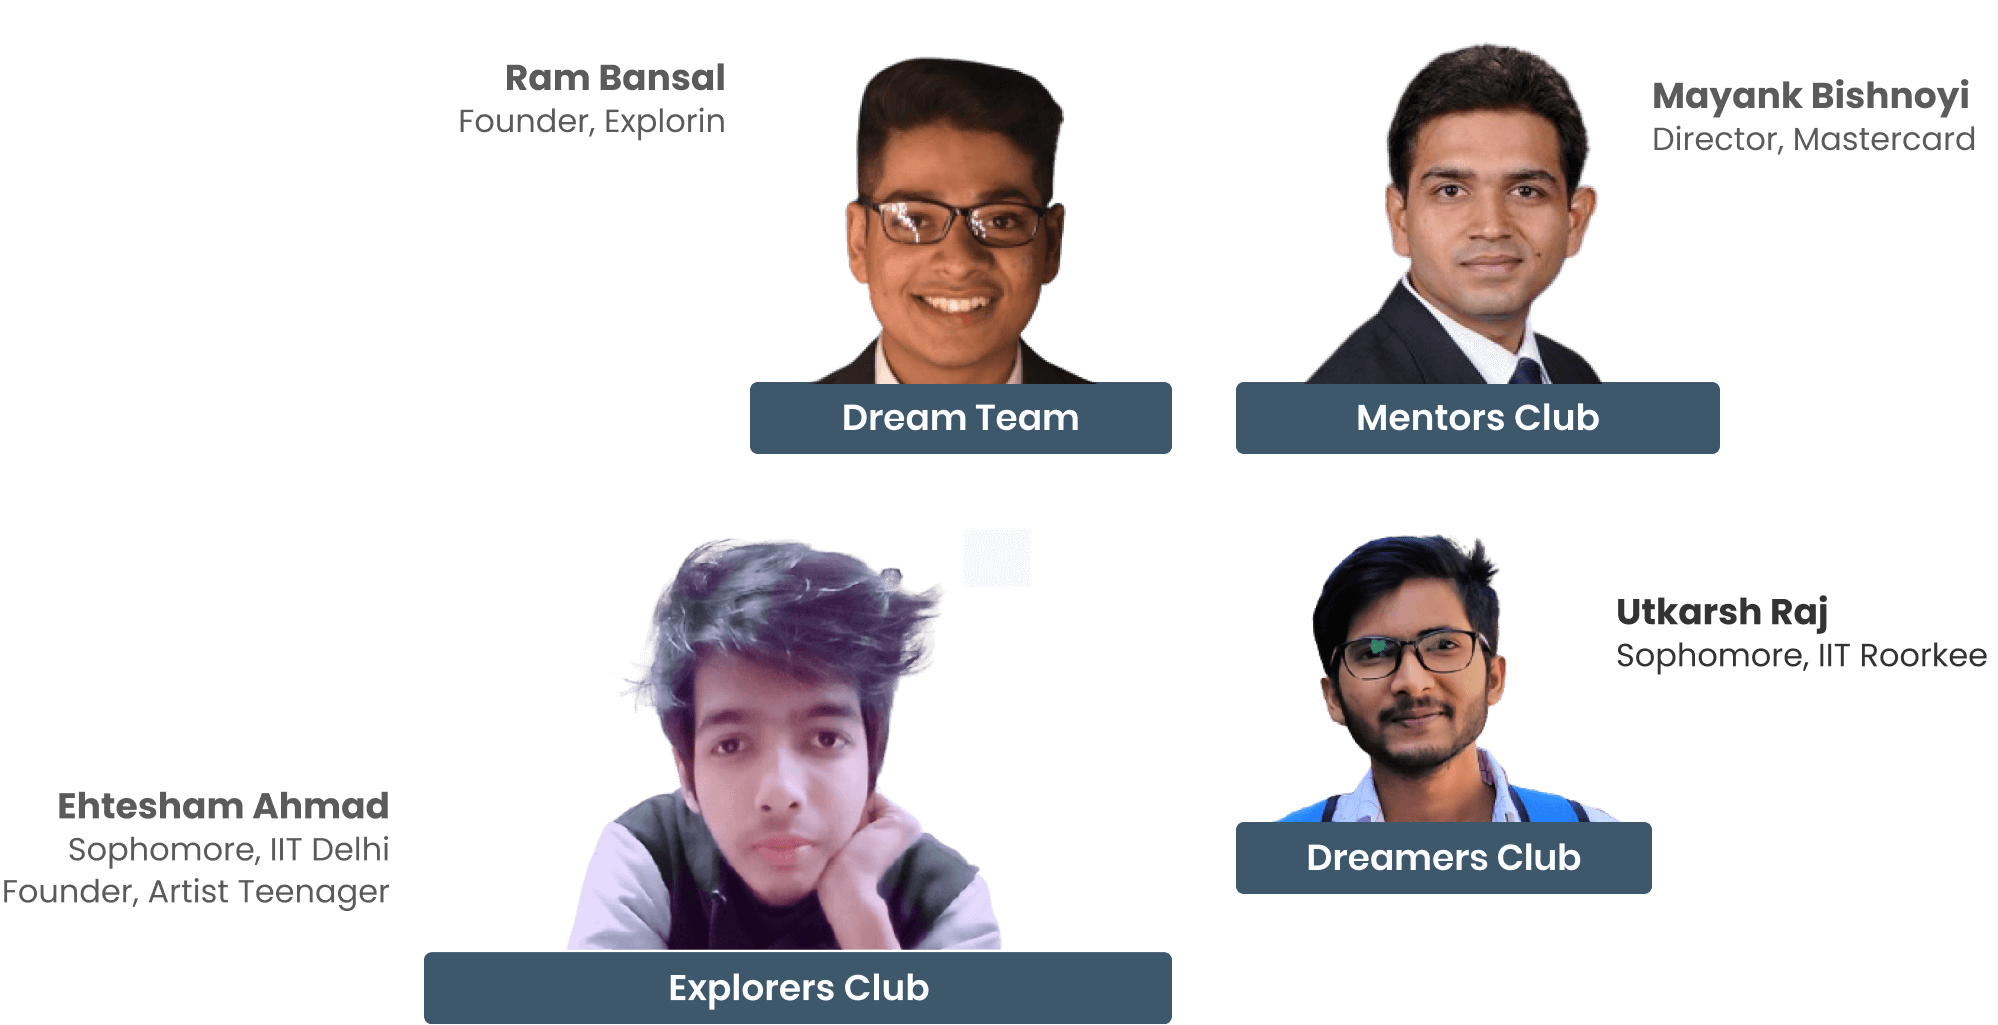 Ram Bansal
Founder, Explorin
Dream Team
Mayank Bishnoyi
Director, Mastercard
Mentors Club
Ehtesham Ahmad
Sophomore, IIT Delhi
Founder, Artist Teenager
Explorers Club
Utkarsh Raj
Sophomore, IIT Roorkee
Dreamers Club